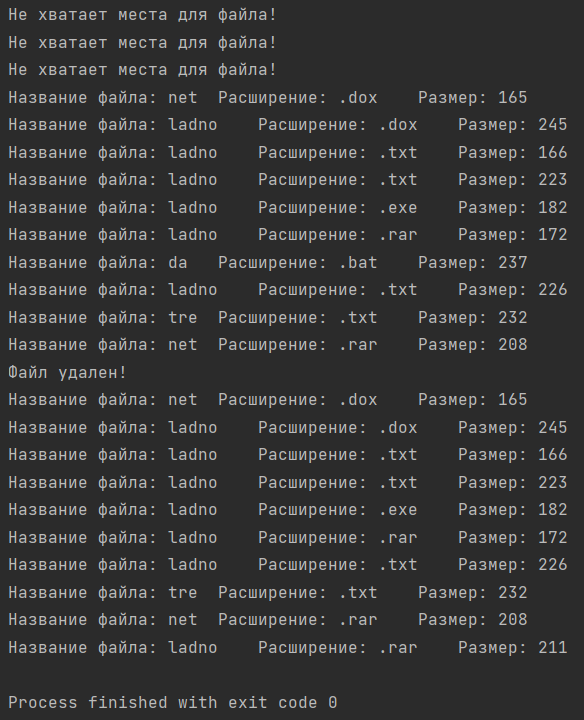 Не хватает места для файла!
Не хватает места для файла!
Не хватает места для файла!
Название файла: net  Расширение: .dox    Размер: 165
Название файла: ladno    Расширение: .dox    Размер: 245
Название файла: ladno    Расширение: .txt    Размер: 166
Название файла: ladno    Расширение: .txt    Размер: 223
Название файла: ladno    Расширение: .exe    Размер: 182
Название файла: ladno    Расширение: .rar    Размер: 172
Название файла: da   Расширение: .bat    Размер: 237
Название файла: ladno    Расширение: .txt    Размер: 226
Название файла: tre  Расширение: .txt    Размер: 232
Название файла: net  Расширение: .rar    Размер: 208
Файл удален!
Название файла: net  Расширение: .dox    Размер: 165
Название файла: ladno    Расширение: .dox    Размер: 245
Название файла: ladno    Расширение: .txt    Размер: 166
Название файла: ladno    Расширение: .txt    Размер: 223
Название файла: ladno    Расширение: .exe    Размер: 182
Название файла: ladno    Расширение: .rar    Размер: 172
Название файла: ladno    Расширение: .txt    Размер: 226
Название файла: tre  Расширение: .txt    Размер: 232
Название файла: net  Расширение: .rar    Размер: 208
Название файла: ladno    Расширение: .rar    Размер: 211
Process finished with exit code 0